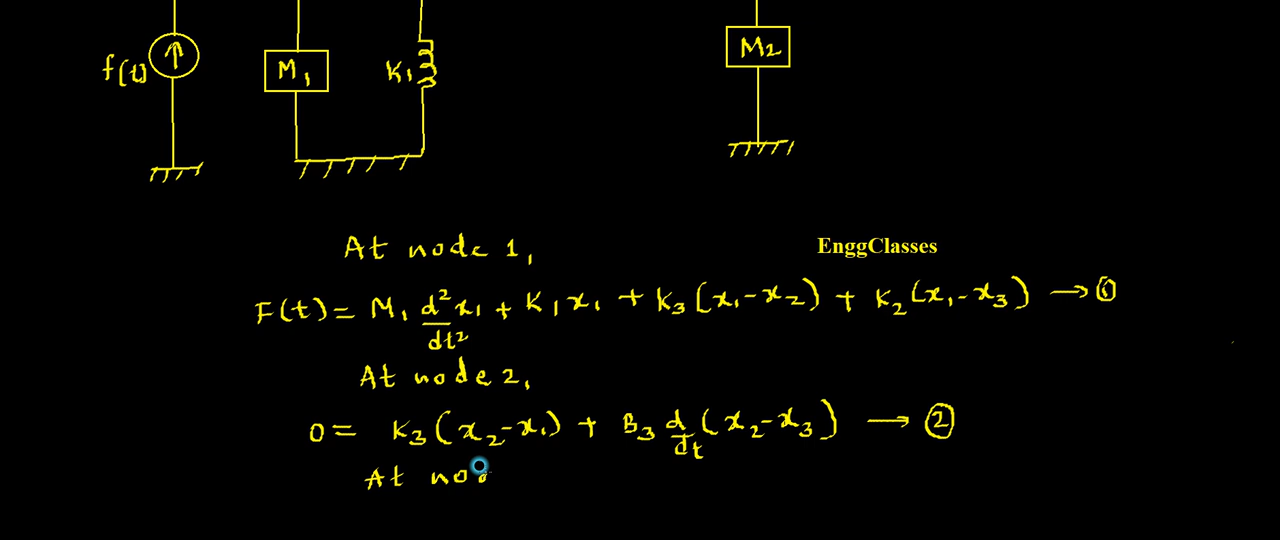 f(t) M₁ K₁ M₂
At node 1,
EnggClasses
F(t) = M₁ d²x₁/dt² + K₁x₁ + K₃(x₁-x₂) + K₂(x₁-x₃) → ①
At node 2,
0 = K₃(x₂-x₁) + B₃ d/dt (x₂-x₃) → ②
At no